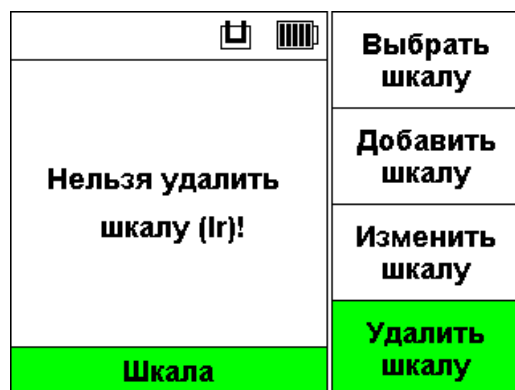 Нельзя удалить
шкалу (Ir)!
Шкала
Выбрать
шкалу
Добавить
шкалу
Изменить
шкалу
Удалить
шкалу